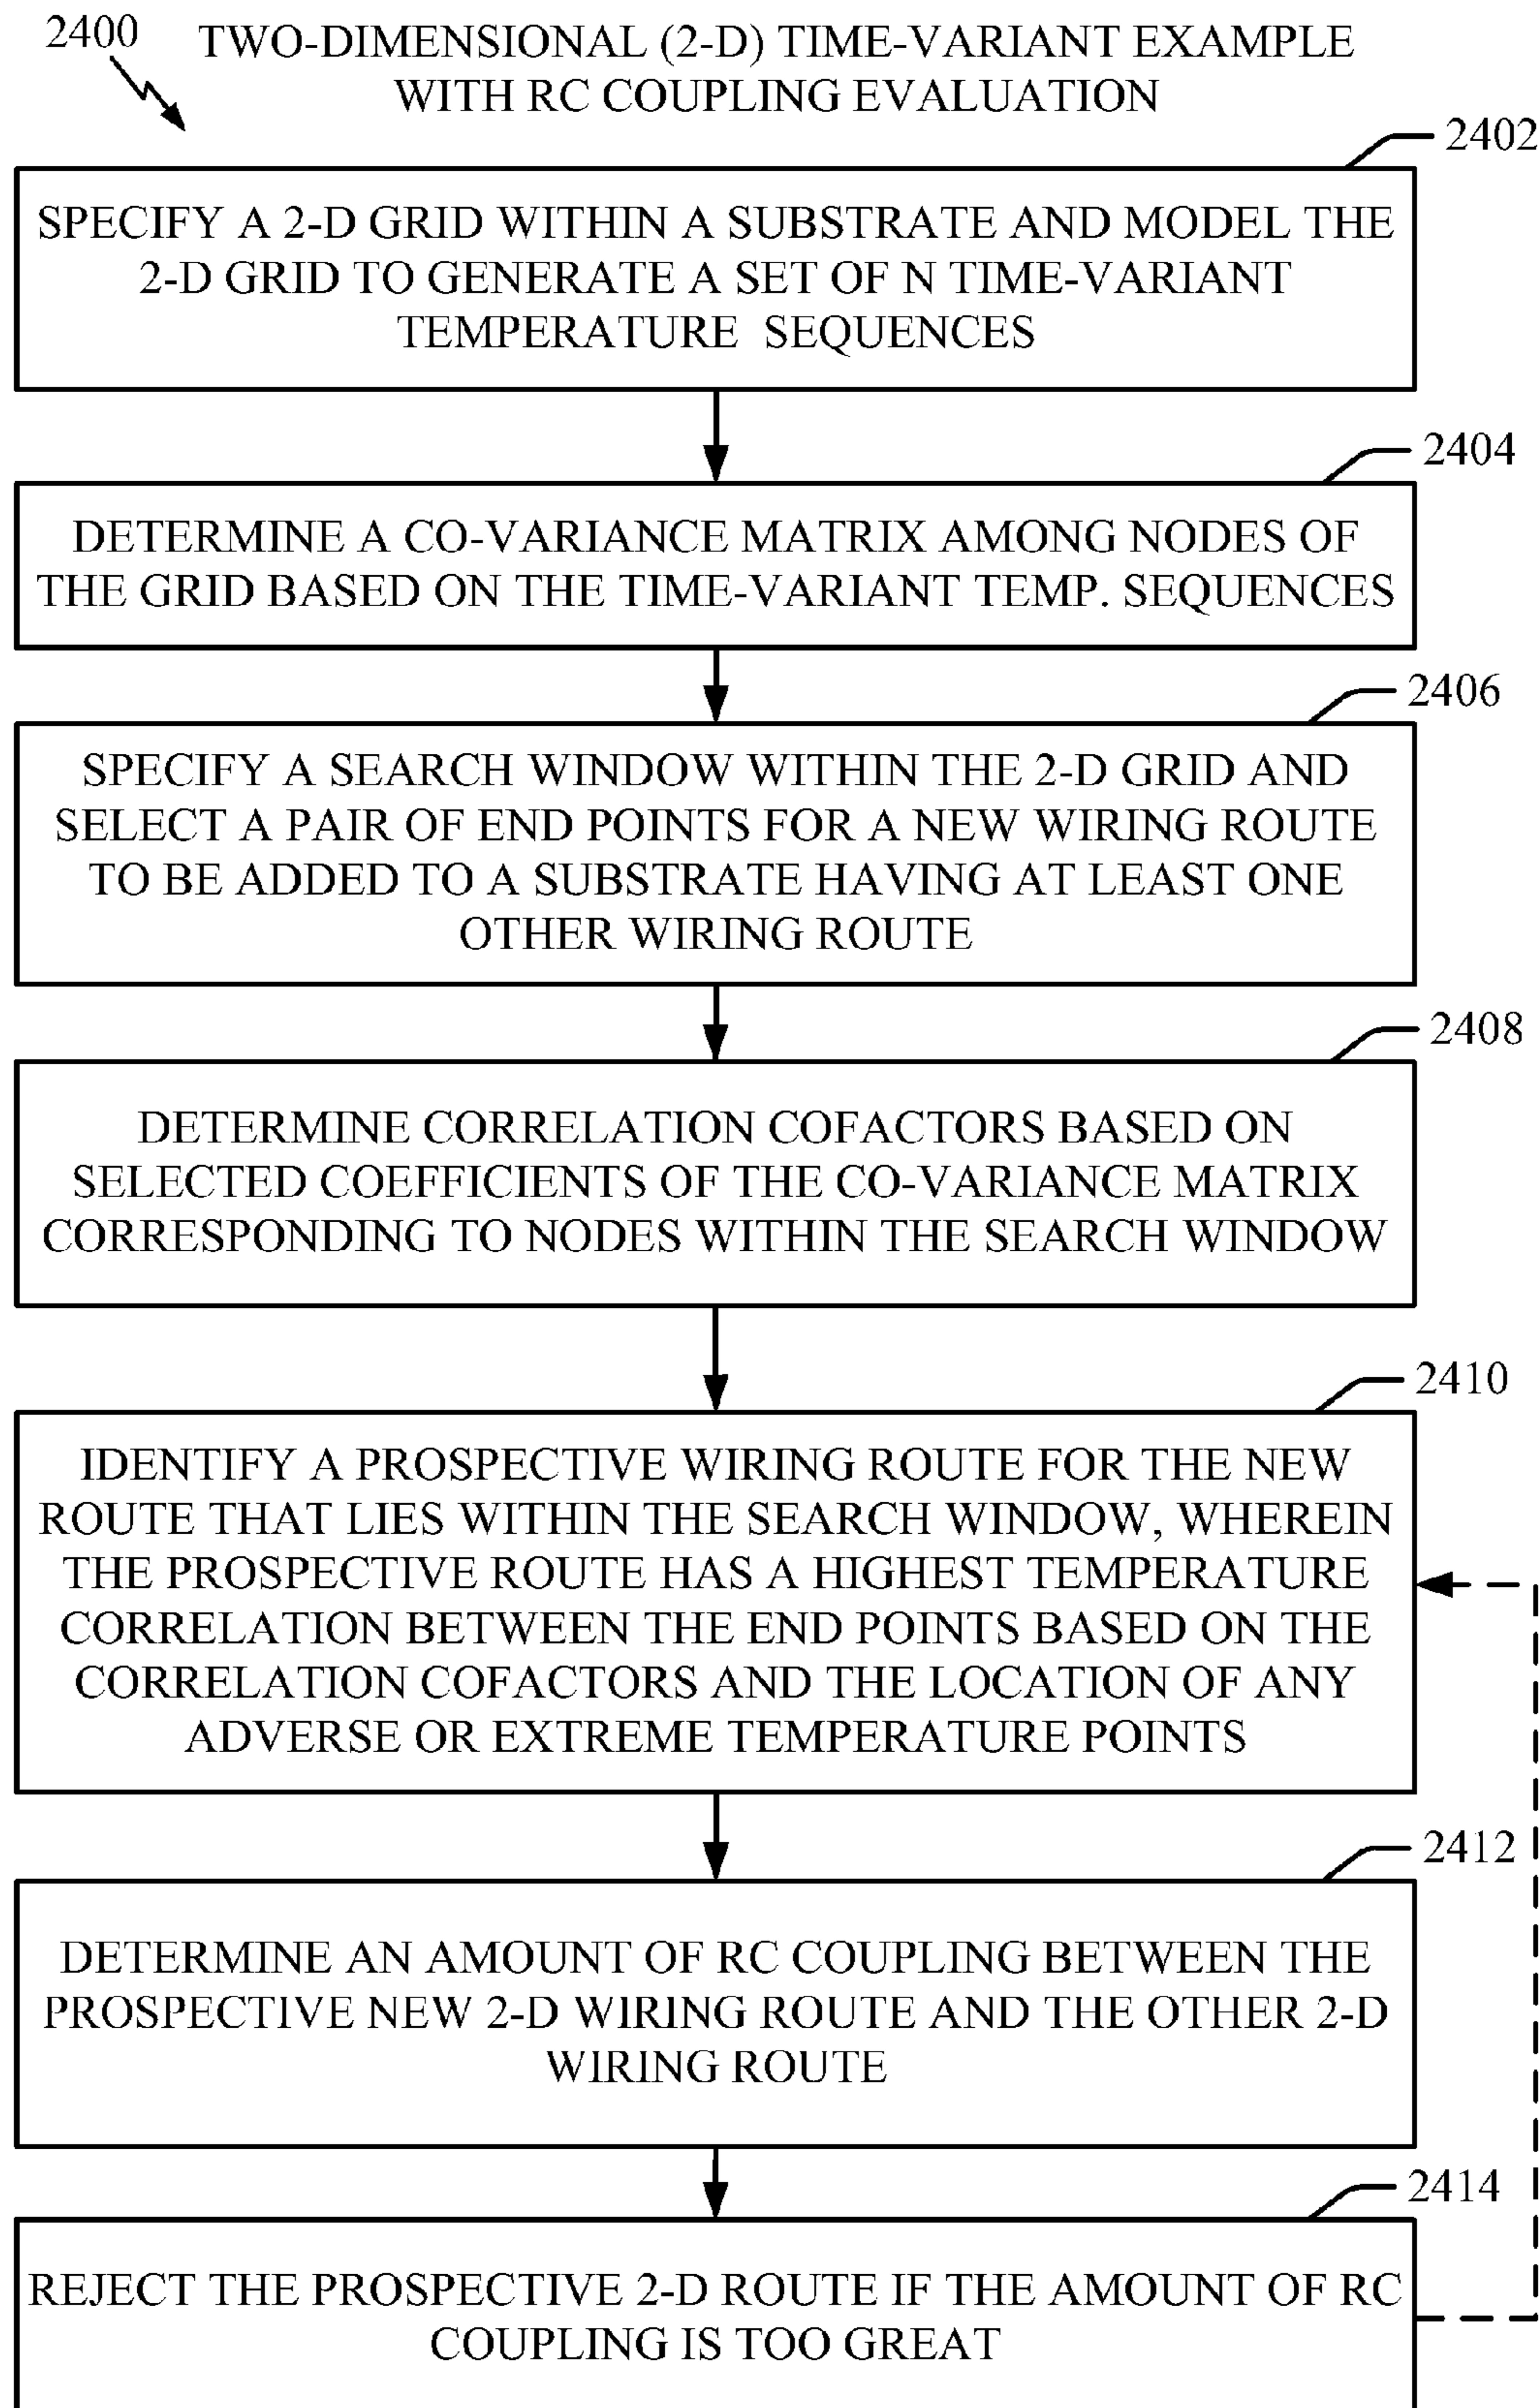 2400
TWO-DIMENSIONAL (2-D) TIME-VARIANT EXAMPLE
WITH RC COUPLING EVALUATION
2402
SPECIFY A 2-D GRID WITHIN A SUBSTRATE AND MODEL THE
2-D GRID TO GENERATE A SET OF N TIME-VARIANT
TEMPERATURE SEQUENCES
2404
DETERMINE A CO-VARIANCE MATRIX AMONG NODES OF
THE GRID BASED ON THE TIME-VARIANT TEMP. SEQUENCES
2406
SPECIFY A SEARCH WINDOW WITHIN THE 2-D GRID AND
SELECT A PAIR OF END POINTS FOR A NEW WIRING ROUTE
TO BE ADDED TO A SUBSTRATE HAVING AT LEAST ONE
OTHER WIRING ROUTE
2408
DETERMINE CORRELATION COFACTORS BASED ON
SELECTED COEFFICIENTS OF THE CO-VARIANCE MATRIX
CORRESPONDING TO NODES WITHIN THE SEARCH WINDOW
2410
IDENTIFY A PROSPECTIVE WIRING ROUTE FOR THE NEW
ROUTE THAT LIES WITHIN THE SEARCH WINDOW, WHEREIN
THE PROSPECTIVE ROUTE HAS A HIGHEST TEMPERATURE
CORRELATION BETWEEN THE END POINTS BASED ON THE
CORRELATION COFACTORS AND THE LOCATION OF ANY
ADVERSE OR EXTREME TEMPERATURE POINTS
2412
DETERMINE AN AMOUNT OF RC COUPLING BETWEEN THE
PROSPECTIVE NEW 2-D WIRING ROUTE AND THE OTHER 2-D
WIRING ROUTE
2414
REJECT THE PROSPECTIVE 2-D ROUTE IF THE AMOUNT OF RC
COUPLING IS TOO GREAT